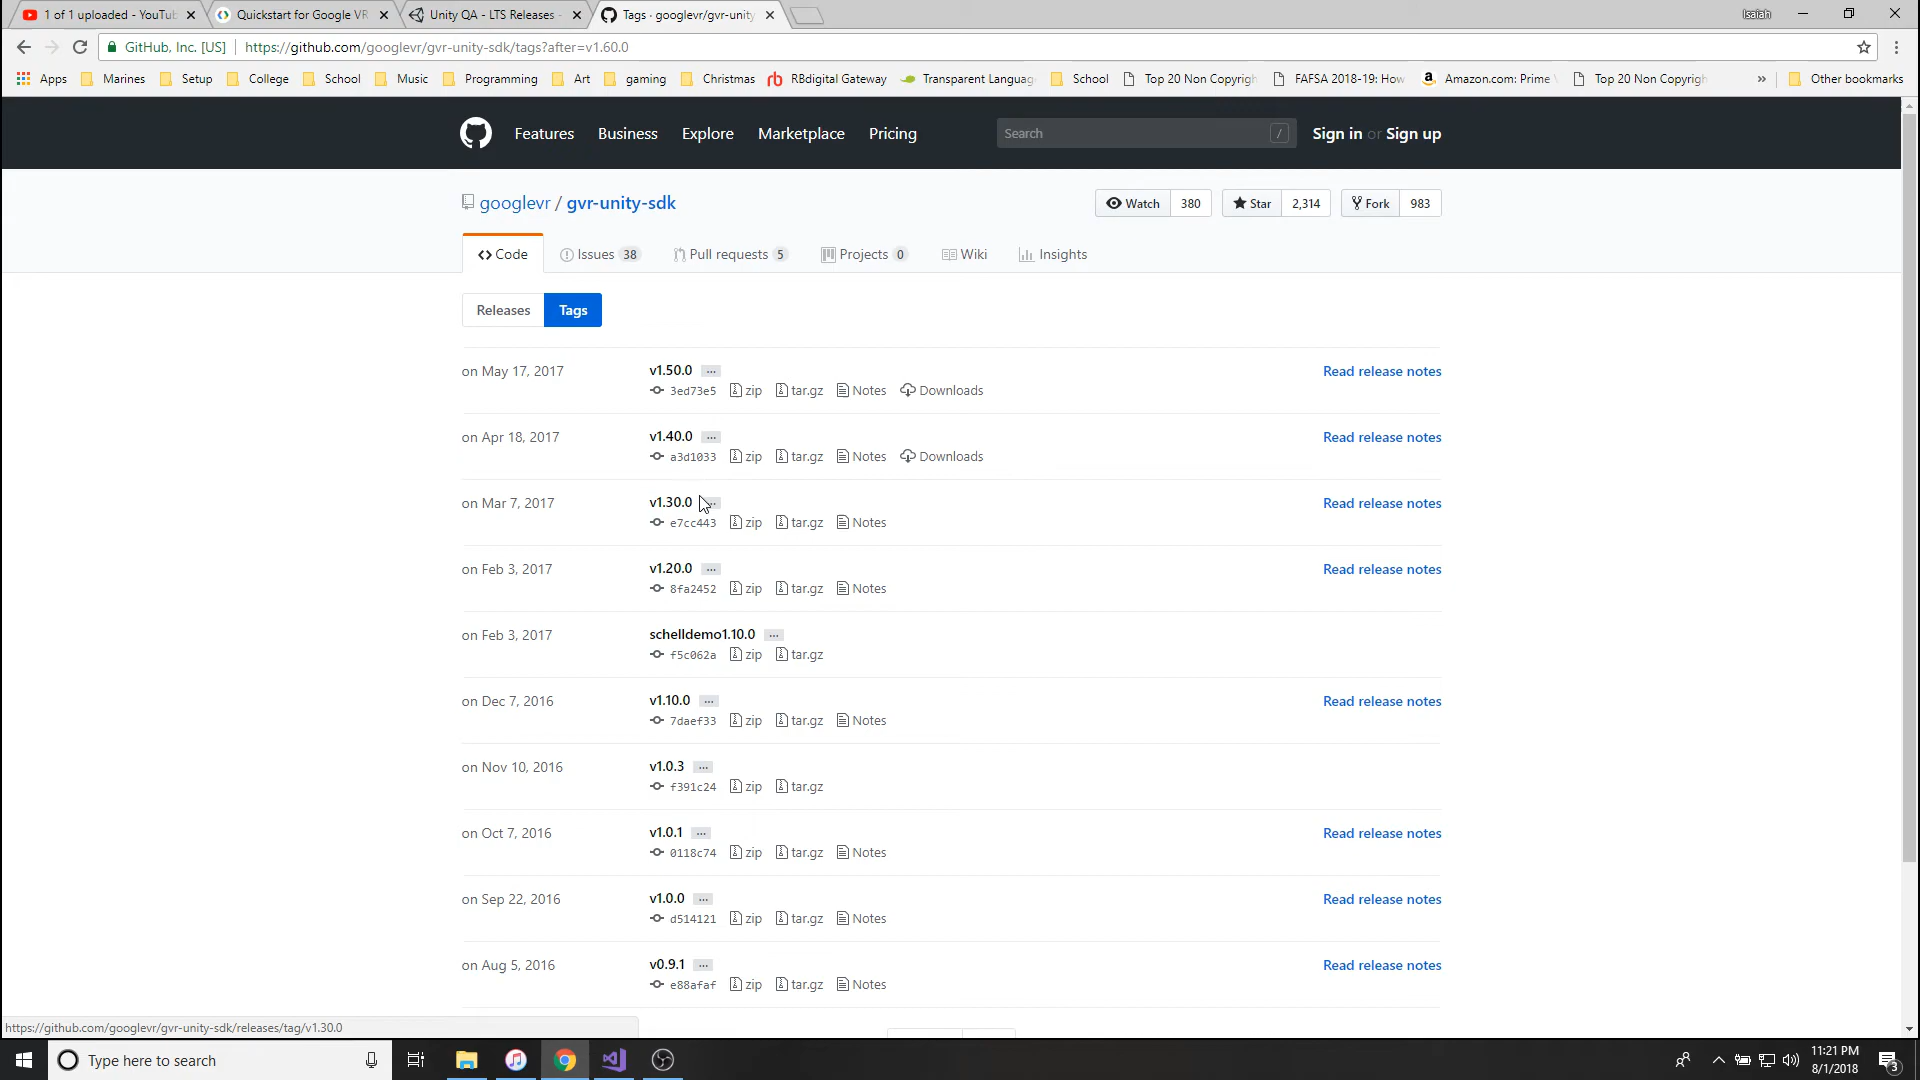 1 of 1 uploaded - YouTub
Quickstart for Google VR
Unity QA - LTS Releases -
Tags · googlevr/gvr-unity
Isaiah
GitHub, Inc. [US] https://github.com/googlevr/gvr-unity-sdk/tags?after=v1.60.0
Apps Marines Setup College School Music Programming Art gaming Christmas RBdigital Gateway Transparent Languag School Top 20 Non Copyrigh FAFSA 2018-19: How Amazon.com: Prime Top 20 Non Copyrigh » Other bookmarks
Features Business Explore Marketplace Pricing Search / Sign in or Sign up
googlevr / gvr-unity-sdk Watch 380 Star 2,314 Fork 983
Code Issues 38 Pull requests 5 Projects 0 Wiki Insights
Releases Tags
on May 17, 2017 v1.50.0 ... Read release notes
3ed73e5 zip tar.gz Notes Downloads
on Apr 18, 2017 v1.40.0 ... Read release notes
a3d1033 zip tar.gz Notes Downloads
on Mar 7, 2017 v1.30.0 ... Read release notes
e7cc443 zip tar.gz Notes
on Feb 3, 2017 v1.20.0 ... Read release notes
8fa2452 zip tar.gz Notes
on Feb 3, 2017 schelldemo1.10.0 ...
f5c062a zip tar.gz
on Dec 7, 2016 v1.10.0 ... Read release notes
7daef33 zip tar.gz Notes
on Nov 10, 2016 v1.0.3 ...
f391c24 zip tar.gz
on Oct 7, 2016 v1.0.1 ... Read release notes
0118c74 zip tar.gz Notes
on Sep 22, 2016 v1.0.0 ... Read release notes
d514121 zip tar.gz Notes
on Aug 5, 2016 v0.9.1 ... Read release notes
e88afaf zip tar.gz Notes
https://github.com/googlevr/gvr-unity-sdk/releases/tag/v1.30.0
Type here to search
11:21 PM
8/1/2018
3